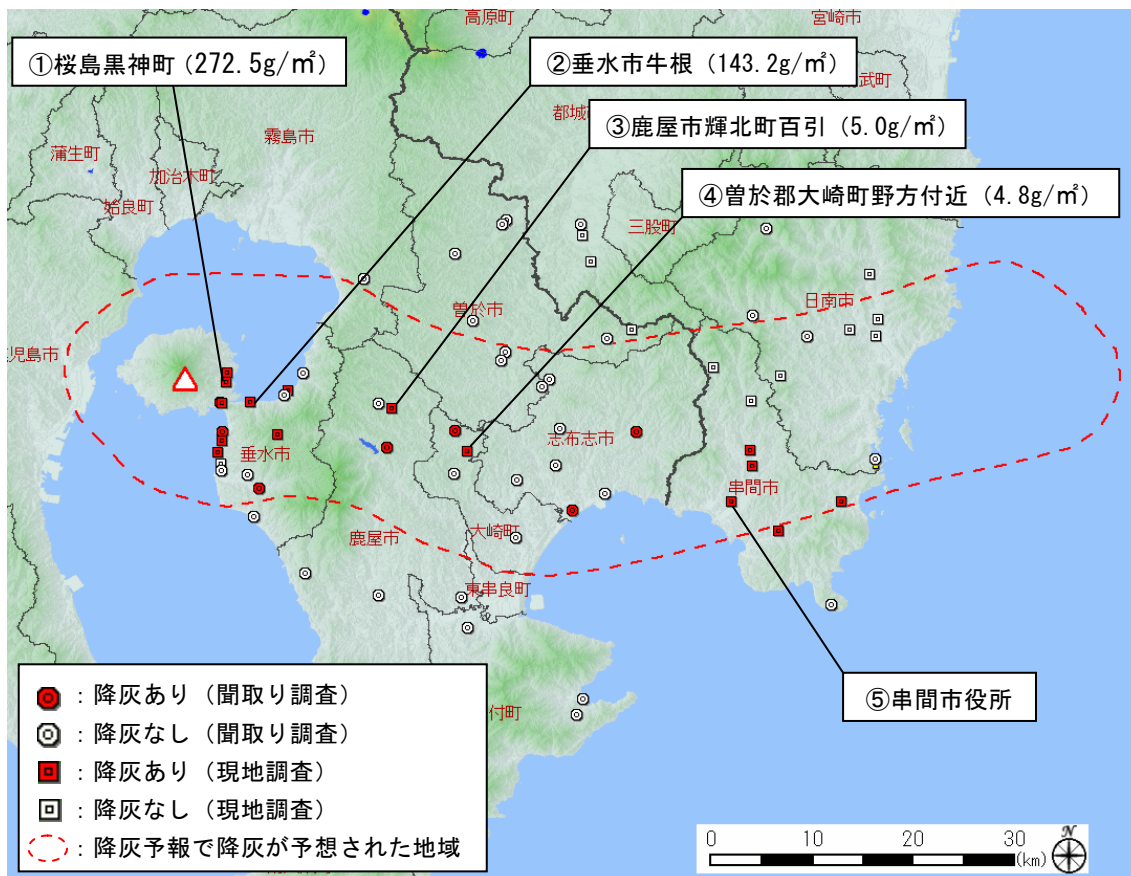 高原町
宮崎市
①桜島黒神町（272.5g/㎡）
②垂水市牛根（143.2g/㎡）
武町
都城
③鹿屋市輝北町百引（5.0g/㎡）
霧島市
蒲生町
加治木町
④曽於郡大崎町野方付近（4.8g/㎡）
姶良町
三股町
曽於市
日南市
児島市
志布志市
垂水市
串間市
大崎町
鹿屋市
東串良町
⑤串間市役所
付町
：降灰あり（聞取り調査）
：降灰なし（聞取り調査）
：降灰あり（現地調査）
：降灰なし（現地調査）
：降灰予報で降灰が予想された地域
0 10 20 30
(km)
N